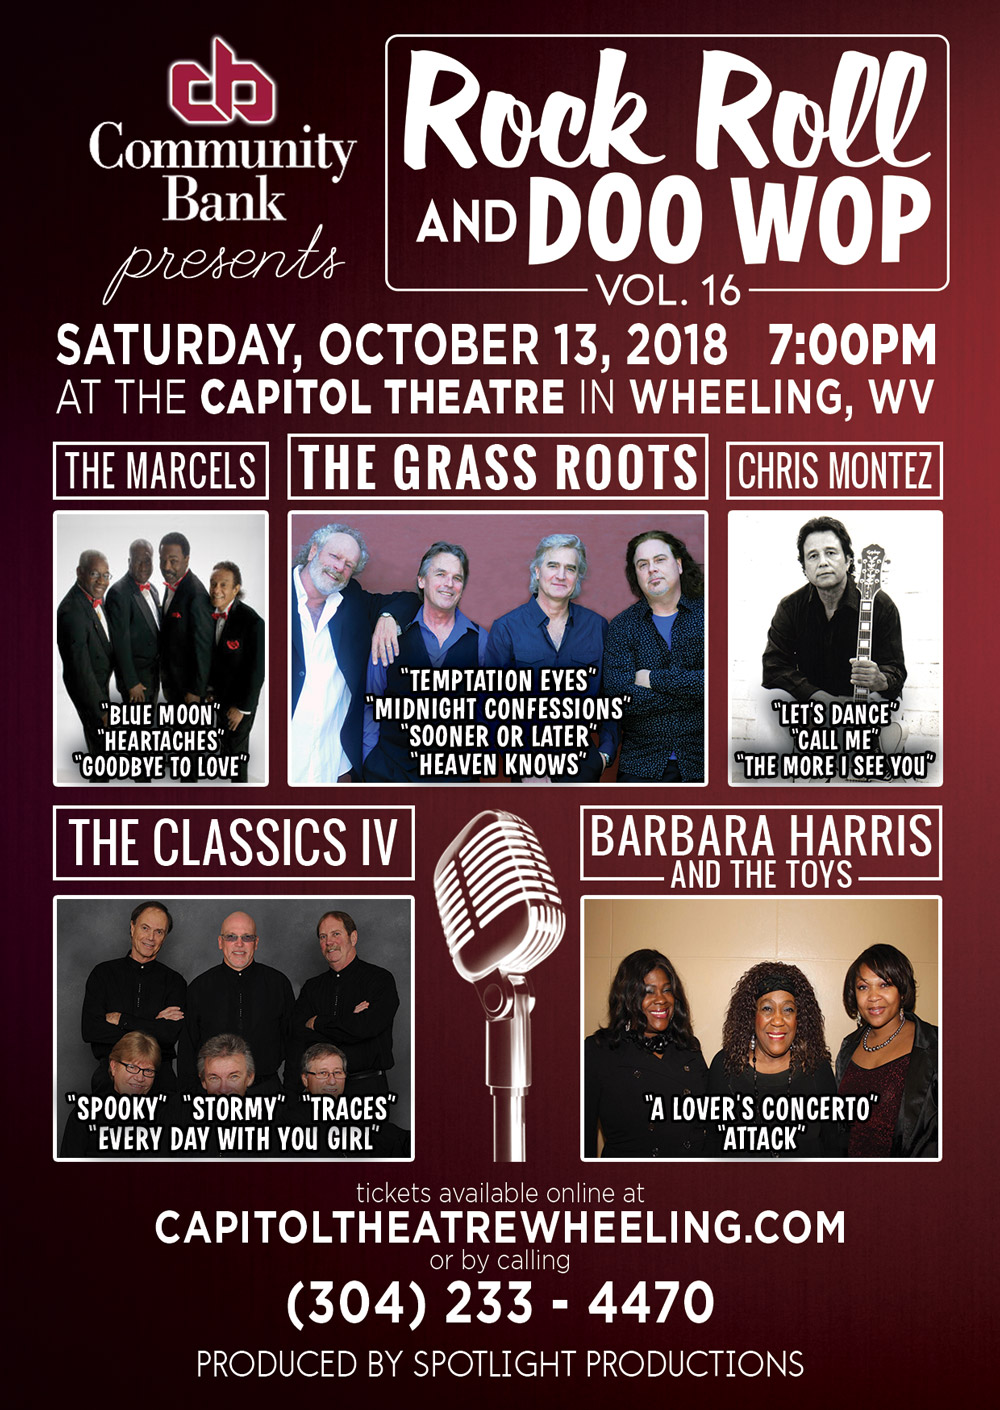 cb
Community
Bank
presents
Rock Roll
AND DOO WOP
VOL. 16
SATURDAY, OCTOBER 13, 2018 7:00PM
AT THE CAPITOL THEATRE IN WHEELING, WV
THE MARCELS
"BLUE MOON"
"HEARTACHES"
"GOODBYE TO LOVE"
THE GRASS ROOTS
"TEMPTATION EYES"
"MIDNIGHT CONFESSIONS"
"SOONER OR LATER"
"HEAVEN KNOWS"
CHRIS MONTEZ
"LET'S DANCE"
"CALL ME"
"THE MORE I SEE YOU"
THE CLASSICS IV
"SPOOKY" "STORMY" "TRACES"
"EVERY DAY WITH YOU GIRL"
BARBARA HARRIS
AND THE TOYS
"A LOVER'S CONCERTO"
"ATTACK"
tickets available online at
CAPITOLTHEATREWHEELING.COM
or by calling
(304) 233 - 4470
PRODUCED BY SPOTLIGHT PRODUCTIONS